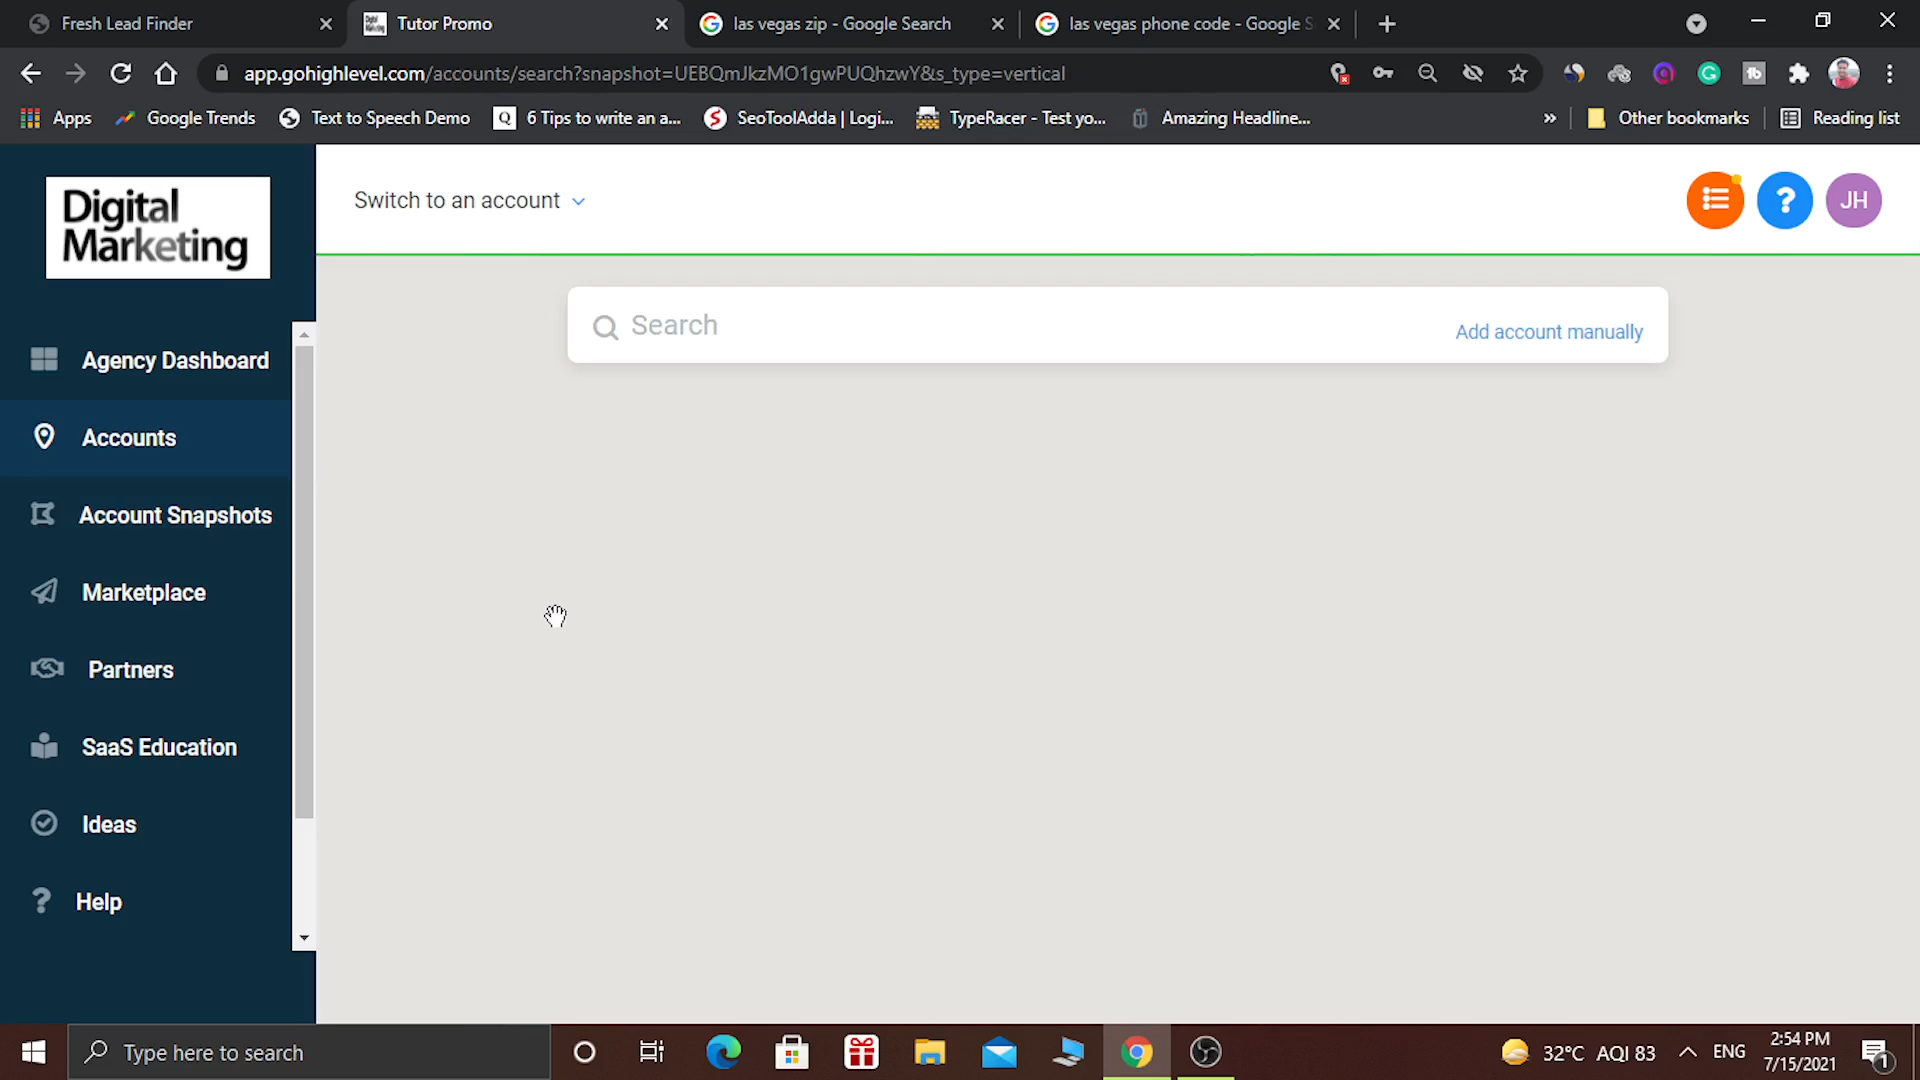 Fresh Lead Finder
Tutor Promo
las vegas zip - Google Search
las vegas phone code - Google S
app.gohighlevel.com/accounts/search?snapshot=UEBQmJkzMO1gwPUQhzwY&s_type=vertical
Apps
Google Trends
Text to Speech Demo
6 Tips to write an a...
SeoToolAdda | Logi...
TypeRacer - Test yo...
Amazing Headline...
»
Other bookmarks
Reading list
Digital
Marketing
Switch to an account
?
JH
Search
Add account manually
Agency Dashboard
Accounts
Account Snapshots
Marketplace
Partners
SaaS Education
Ideas
Help
Type here to search
32°C AQI 83
ENG
2:54 PM
7/15/2021
1